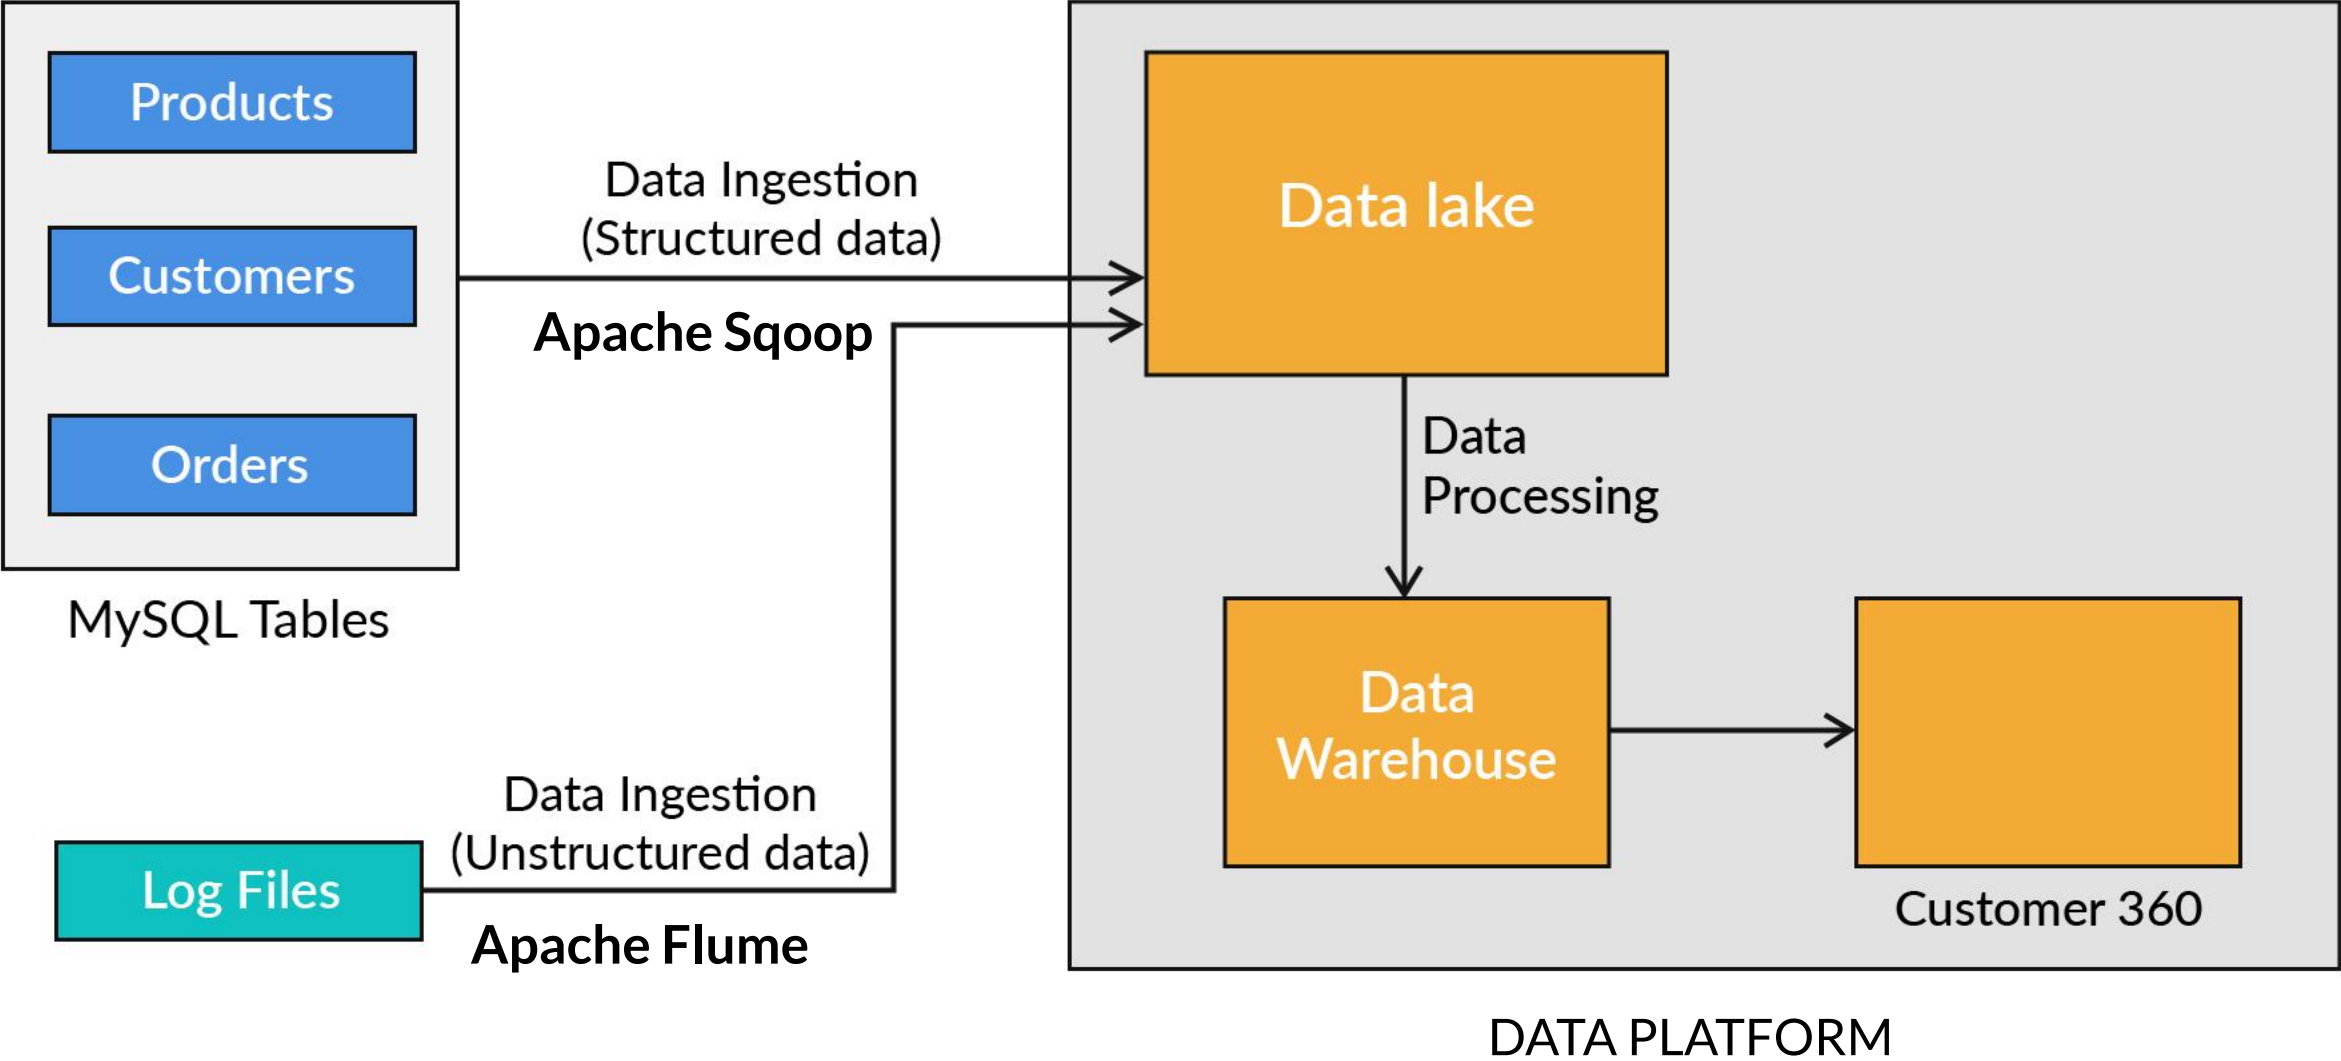 Products
Customers
Orders
MySQL Tables
Data Ingestion
(Structured data)
Apache Sqoop
Log Files
Data Ingestion
(Unstructured data)
Apache Flume
Data lake
Data
Processing
Data
Warehouse
Customer 360
DATA PLATFORM